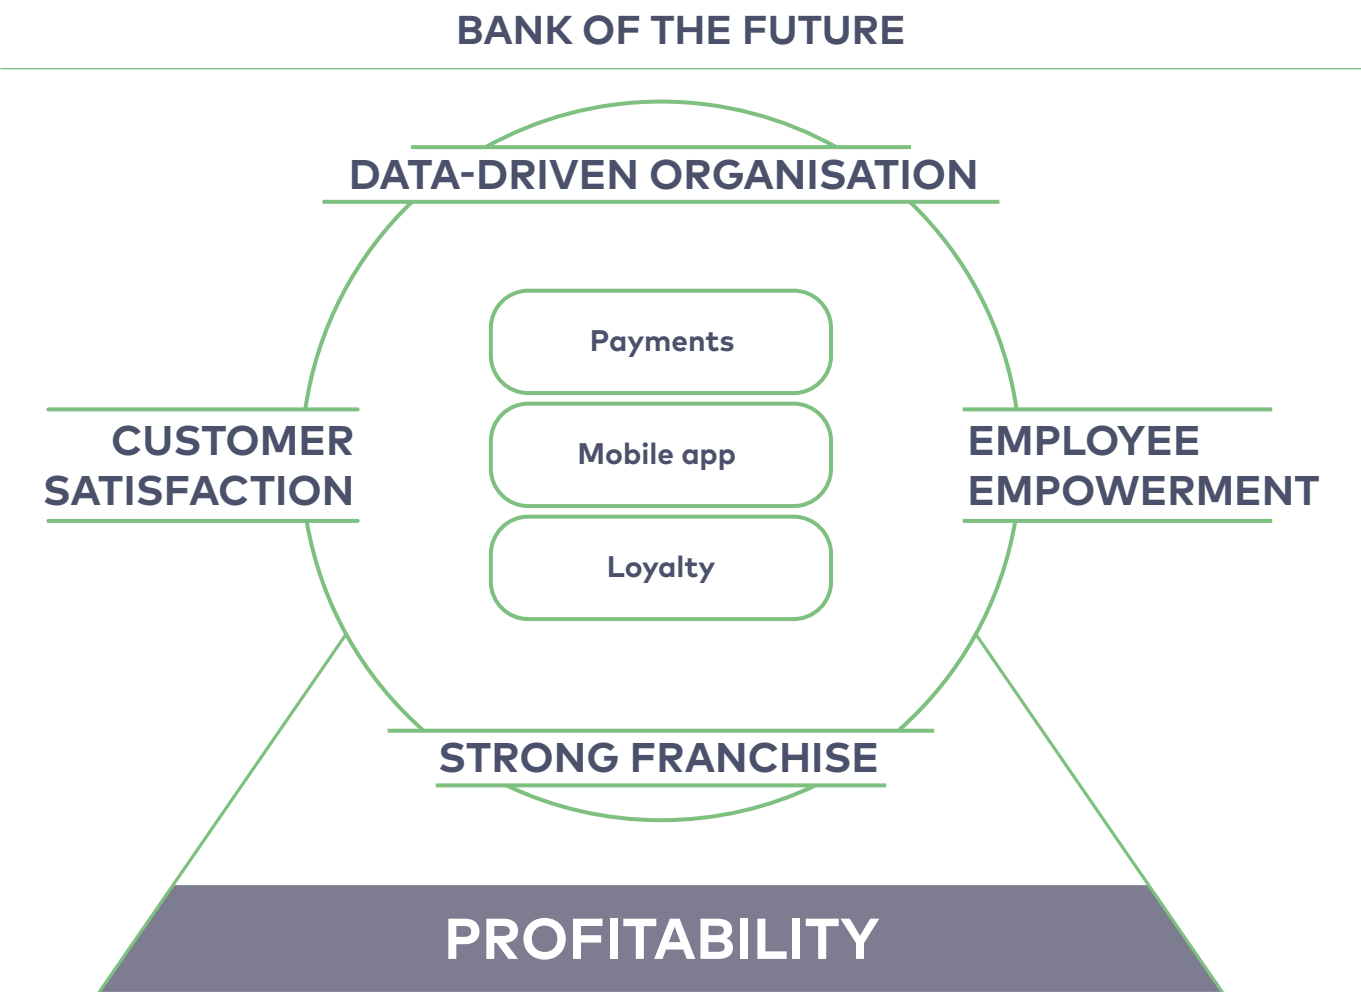 BANK OF THE FUTURE
DATA-DRIVEN ORGANISATION
Payments
Mobile app
Loyalty
CUSTOMER
SATISFACTION
EMPLOYEE
EMPOWERMENT
STRONG FRANCHISE
PROFITABILITY